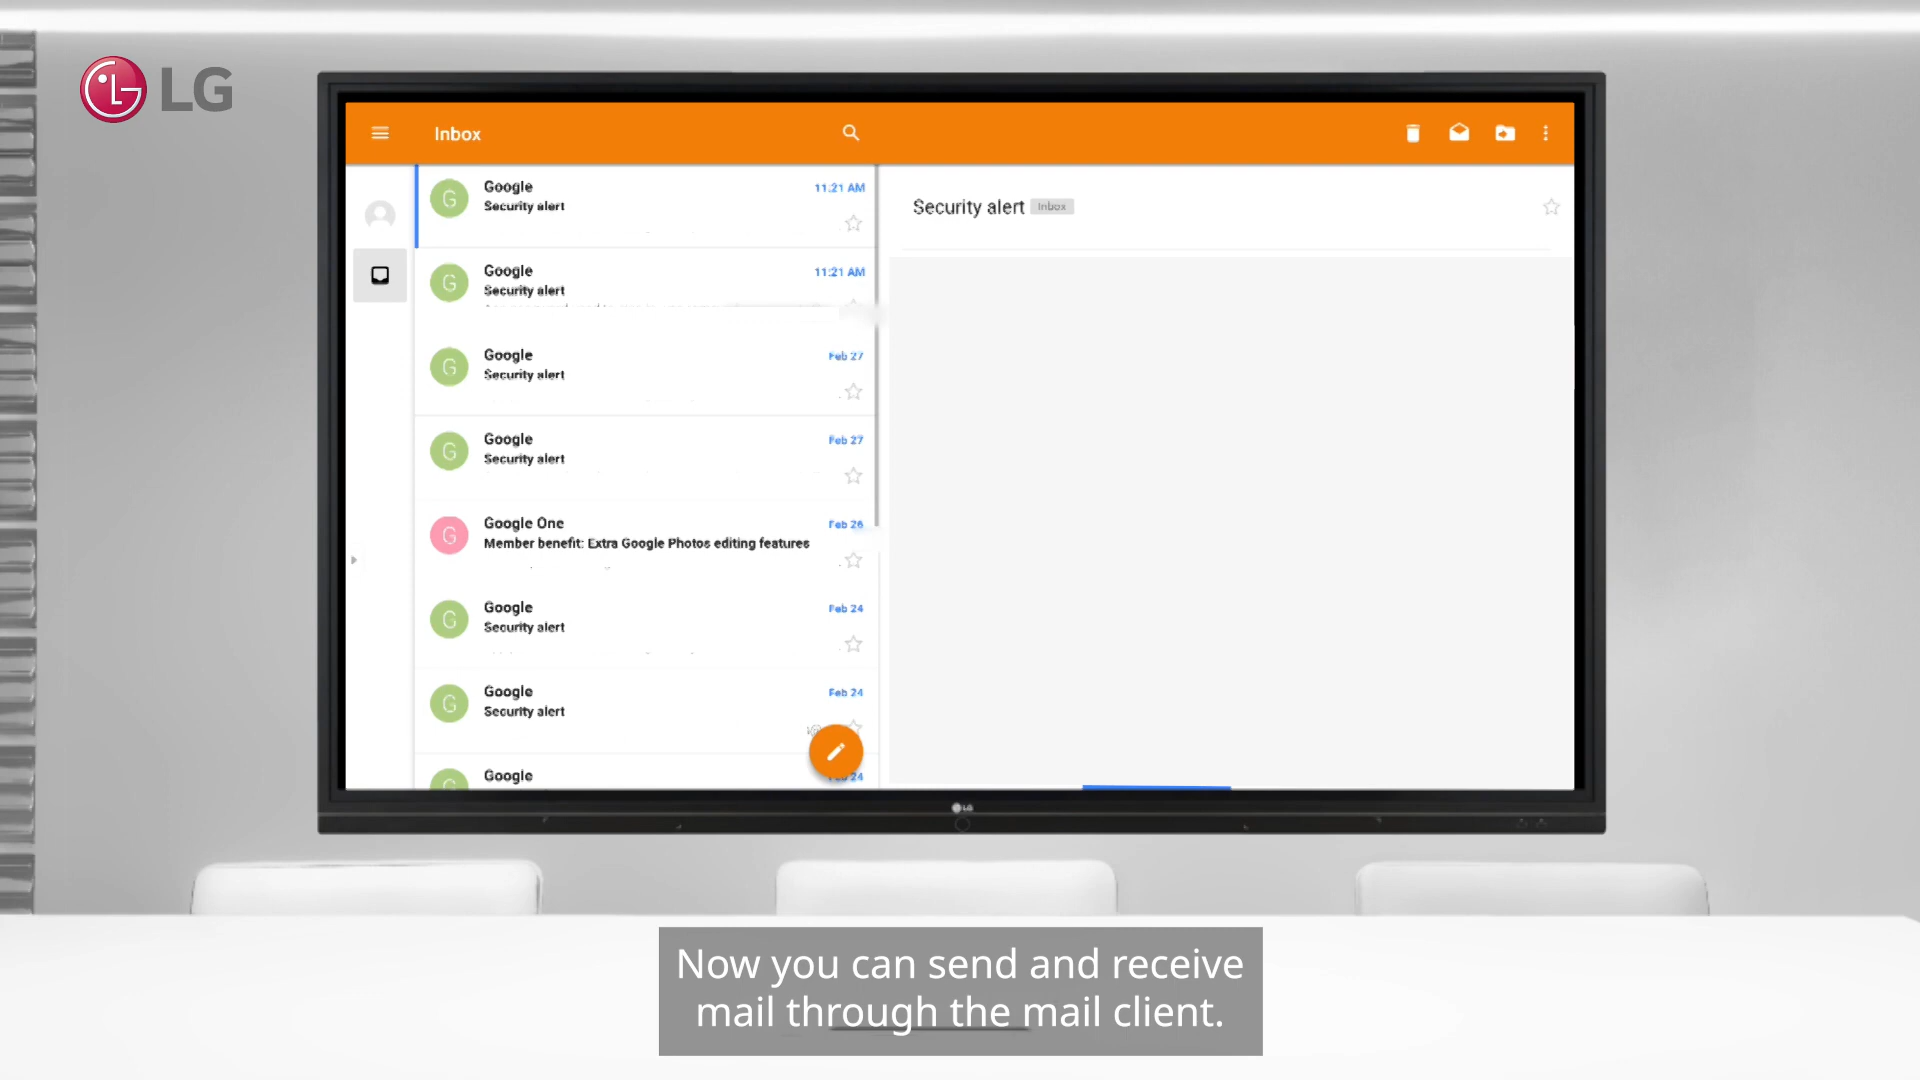 LG
Inbox
Google
11:21 AM
Security alert
Google
11:21 AM
Security alert
Google
Feb 27
Security alert
Google
Feb 27
Security alert
Google One
Feb 26
Member benefit: Extra Google Photos editing features
Google
Feb 24
Security alert
Google
Feb 24
Security alert
Google
24
G
G
G
G
G
G
G
Security alert
Inbox
LG
Now you can send and receive
mail through the mail client.